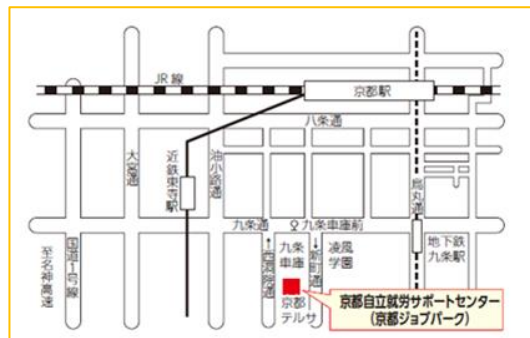 JR線
京都駅
八条通
大宮通
近鉄東寺駅
油小路通
烏丸通
九条通
九条車庫前
地下鉄
九条駅
至名神高速
国道1号線
←西洞院通
九条
車庫
↓新町通
凌風
学園
京都
テルサ
京都自立就労サポートセンター
(京都ジョブパーク)